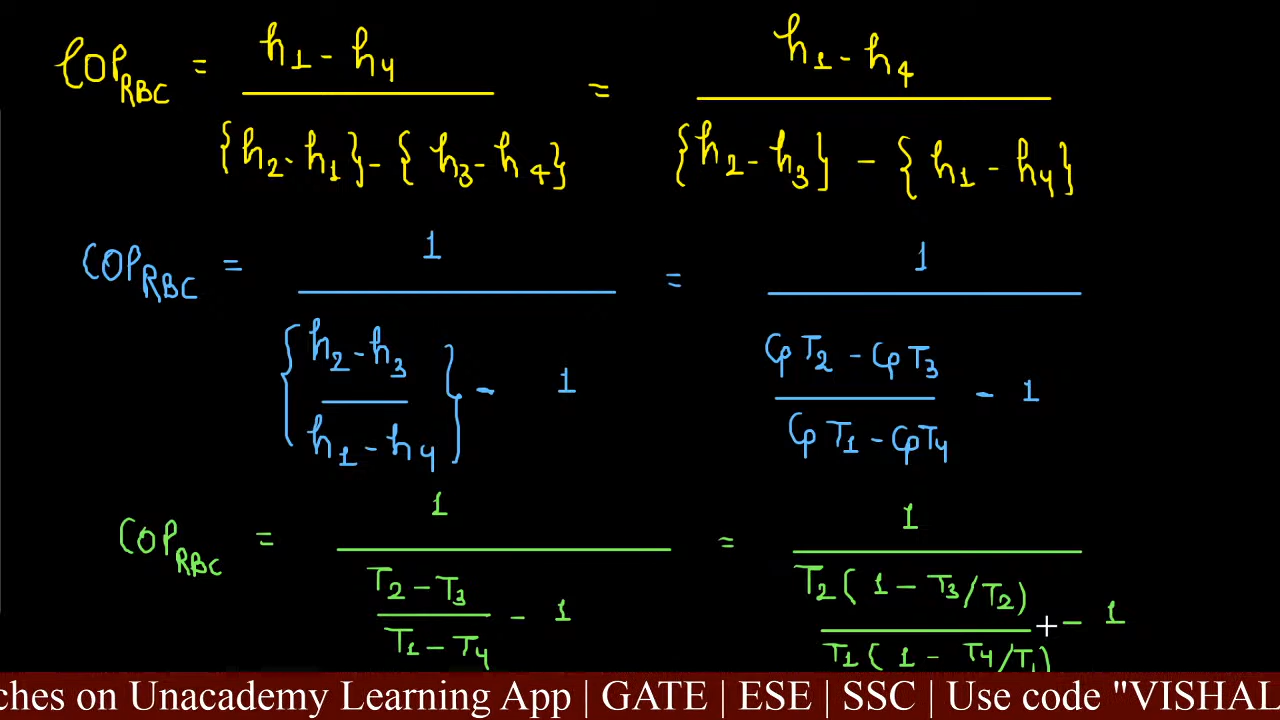 COP_RBC = (h1 - h4) / ({h2 - h1} - {h3 - h4}) = (h1 - h4) / ({h2 - h3} - {h1 - h4})
COP_RBC = 1 / ({(h2 - h3) / (h1 - h4)} - 1) = 1 / ((CpT2 - CpT3) / (CpT1 - CpT4) - 1)
COP_RBC = 1 / ((T2 - T3) / (T1 - T4) - 1) = 1 / (T2(1 - T3/T2) / T1(1 - T4/T1) - 1)
ches on Unacademy Learning App | GATE | ESE | SSC | Use code "VISHAL